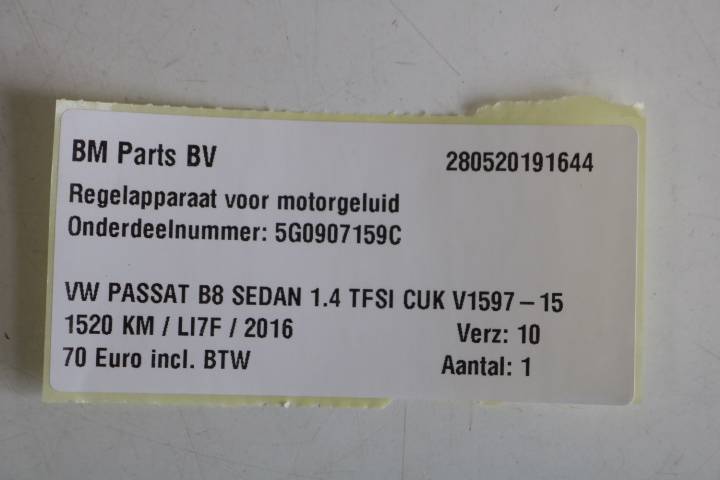 BM Parts BV 280520191644
Regelapparaat voor motorgeluid
Onderdeelnummer: 5G0907159C
VW PASSAT B8 SEDAN 1.4 TFSI CUK V1597-15
1520 KM / LI7F / 2016 Verz: 10
70 Euro incl. BTW Aantal: 1